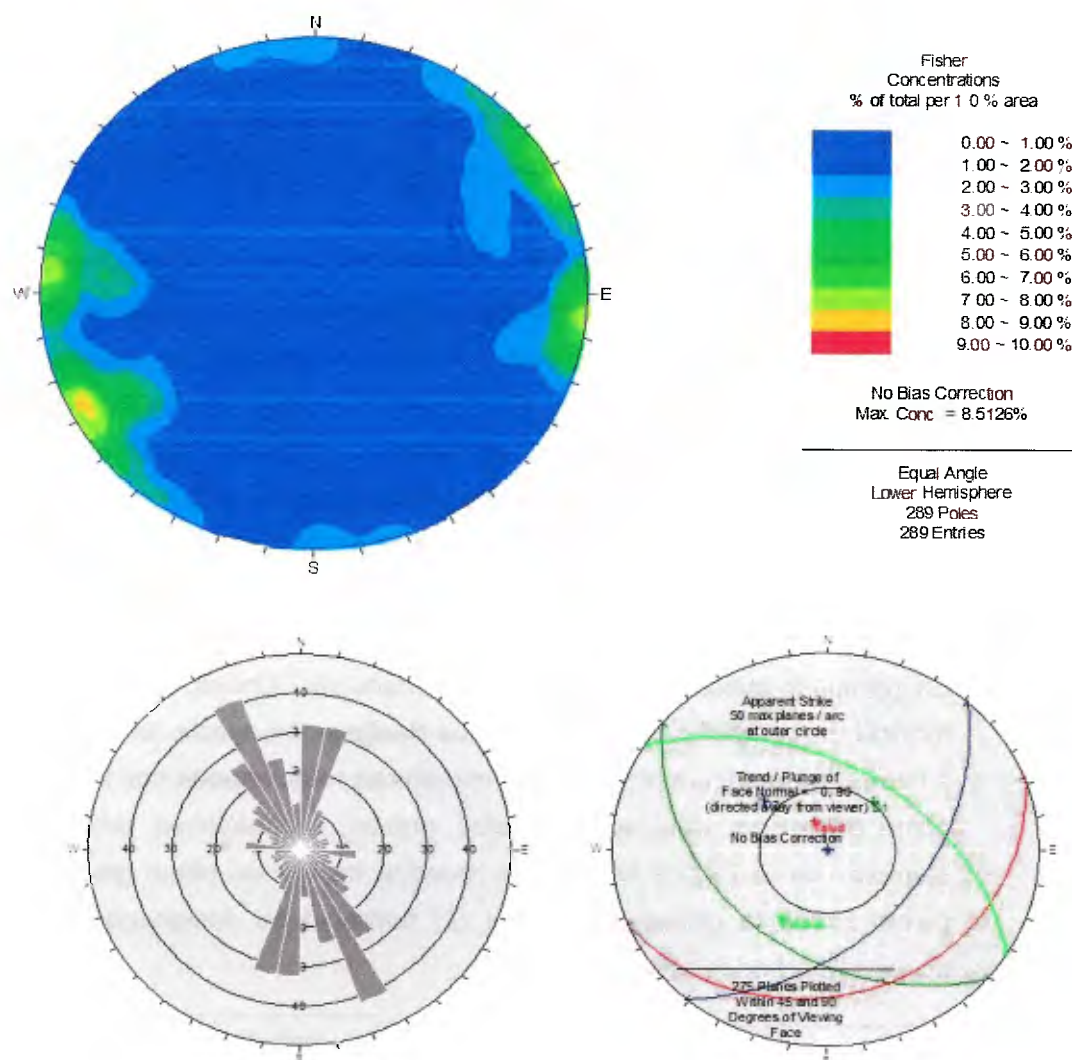 N
W
E
S
Fisher
Concentrations
% of total per 1.0 % area
0.00 ~ 1.00 %
1.00 ~ 2.00 %
2.00 ~ 3.00 %
3.00 ~ 4.00 %
4.00 ~ 5.00 %
5.00 ~ 6.00 %
6.00 ~ 7.00 %
7.00 ~ 8.00 %
8.00 ~ 9.00 %
9.00 ~ 10.00 %
No Bias Correction
Max. Conc = 8.5126%
Equal Angle
Lower Hemisphere
289 Poles
289 Entries
N
40
W
20
20
30
40
E
40
S
N
Apparent Strike
50 max planes / arc
at outer circle
Trend / Plunge of
Face Normal = 0, 90
(directed away from viewer)
No Bias Correction
W
E
275 Planes Plotted
Within 45 and 90
Degrees of Viewing
Face